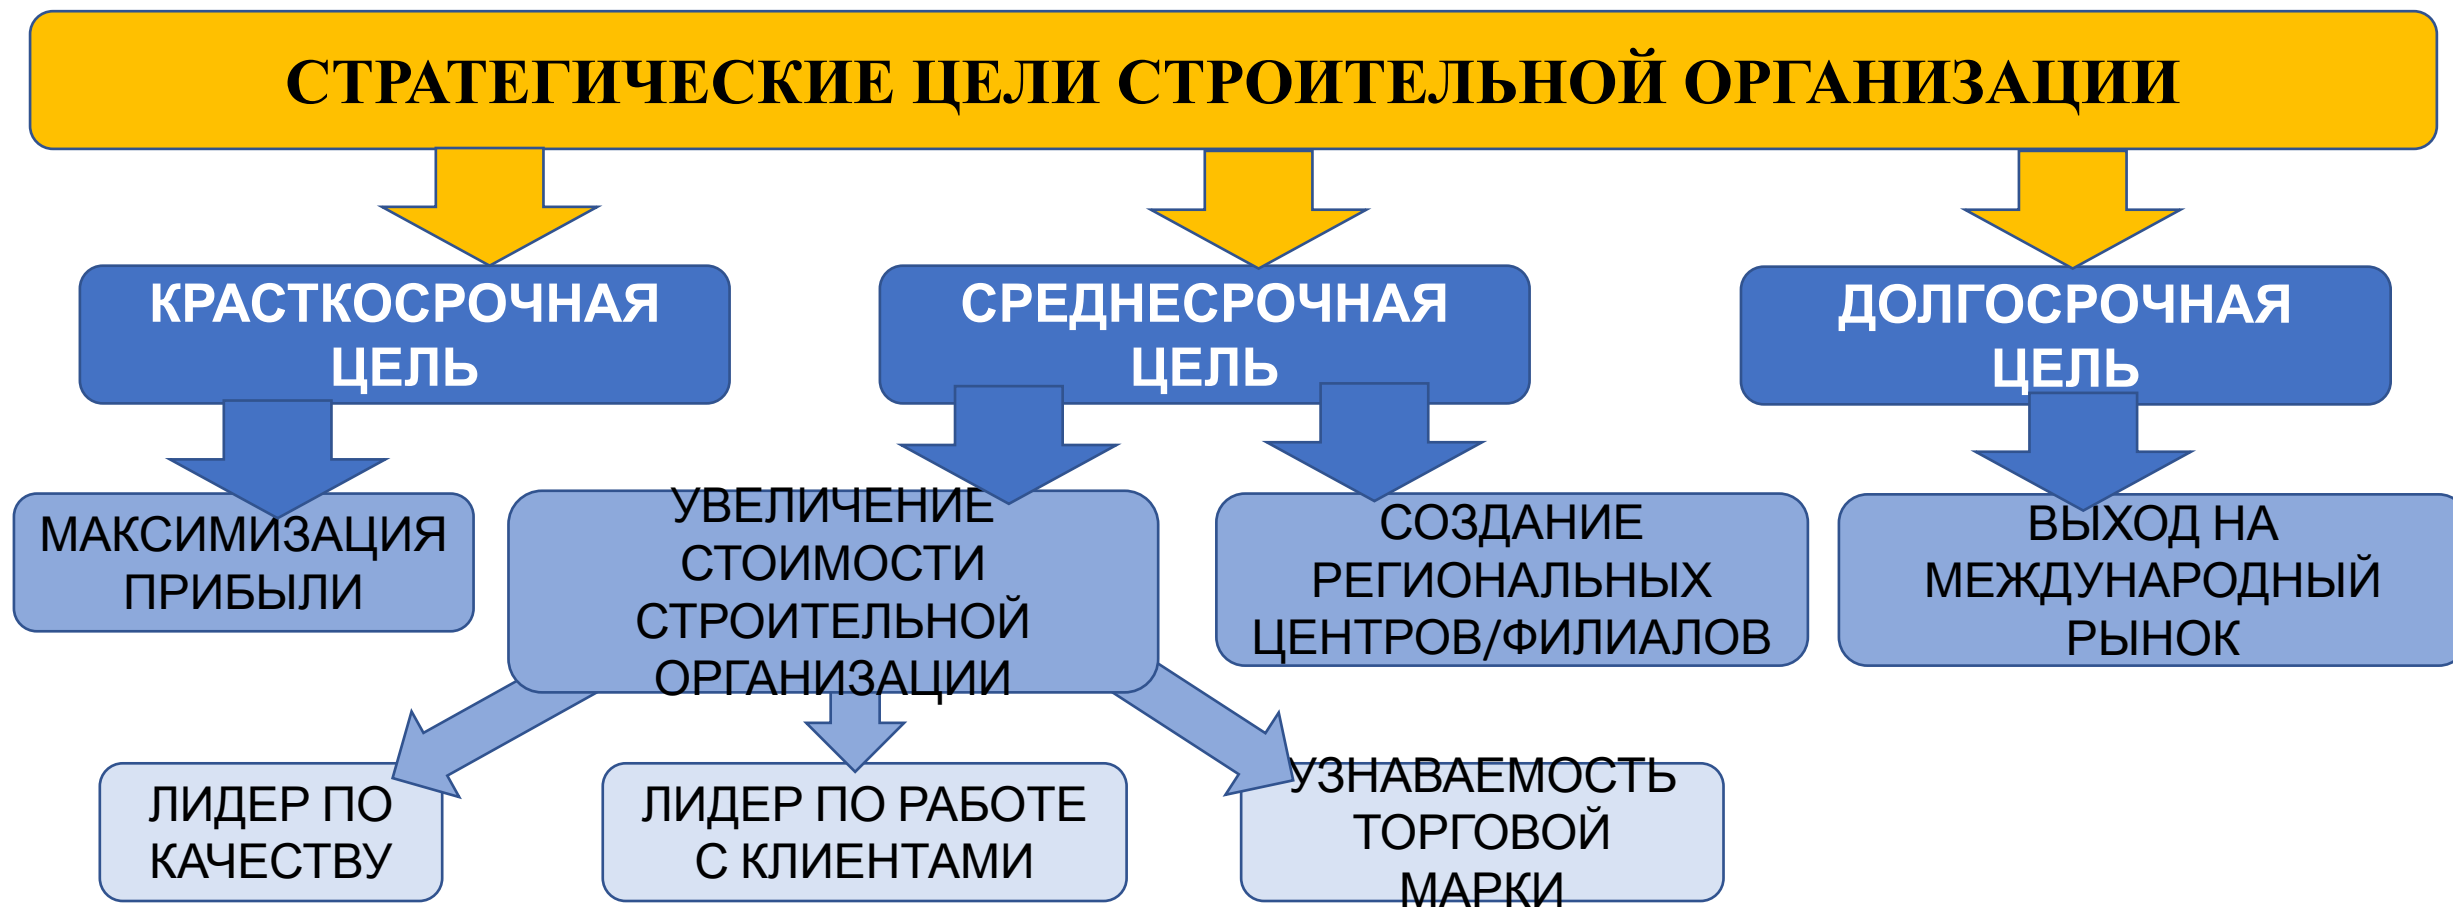 СТРАТЕГИЧЕСКИЕ ЦЕЛИ СТРОИТЕЛЬНОЙ ОРГАНИЗАЦИИ
КРАСТКОСРОЧНАЯ
ЦЕЛЬ
СРЕДНЕСРОЧНАЯ
ЦЕЛЬ
ДОЛГОСРОЧНАЯ
ЦЕЛЬ
МАКСИМИЗАЦИЯ
ПРИБЫЛИ
УВЕЛИЧЕНИЕ
СТОИМОСТИ
СТРОИТЕЛЬНОЙ
ОРГАНИЗАЦИИ
СОЗДАНИЕ
РЕГИОНАЛЬНЫХ
ЦЕНТРОВ/ФИЛИАЛОВ
ВЫХОД НА
МЕЖДУНАРОДНЫЙ
РЫНОК
ЛИДЕР ПО
КАЧЕСТВУ
ЛИДЕР ПО РАБОТЕ
С КЛИЕНТАМИ
УЗНАВАЕМОСТЬ
ТОРГОВОЙ
МАРКИ